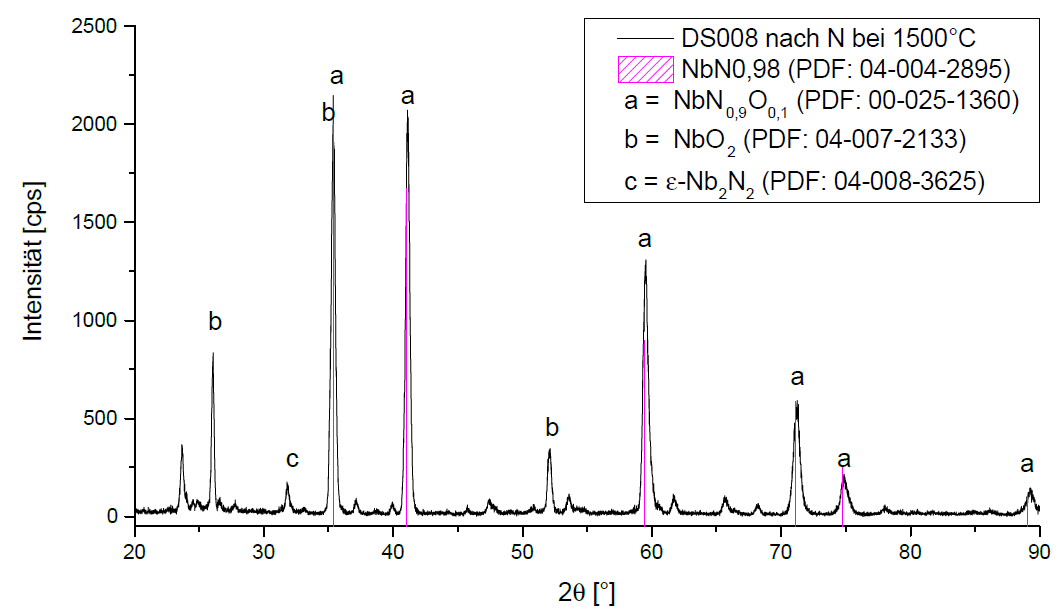 2500
2000
1500
1000
500
0
Intensität [cps]
DS008 nach N bei 1500°C
NbN0,98 (PDF: 04-004-2895)
a = NbN0,9O0,1 (PDF: 00-025-1360)
b = NbO2 (PDF: 04-007-2133)
c = ε-Nb2N2 (PDF: 04-008-3625)
a
b
a
a
b
a
b
c
a
a
20 30 40 50 60 70 80 90
2θ [°]